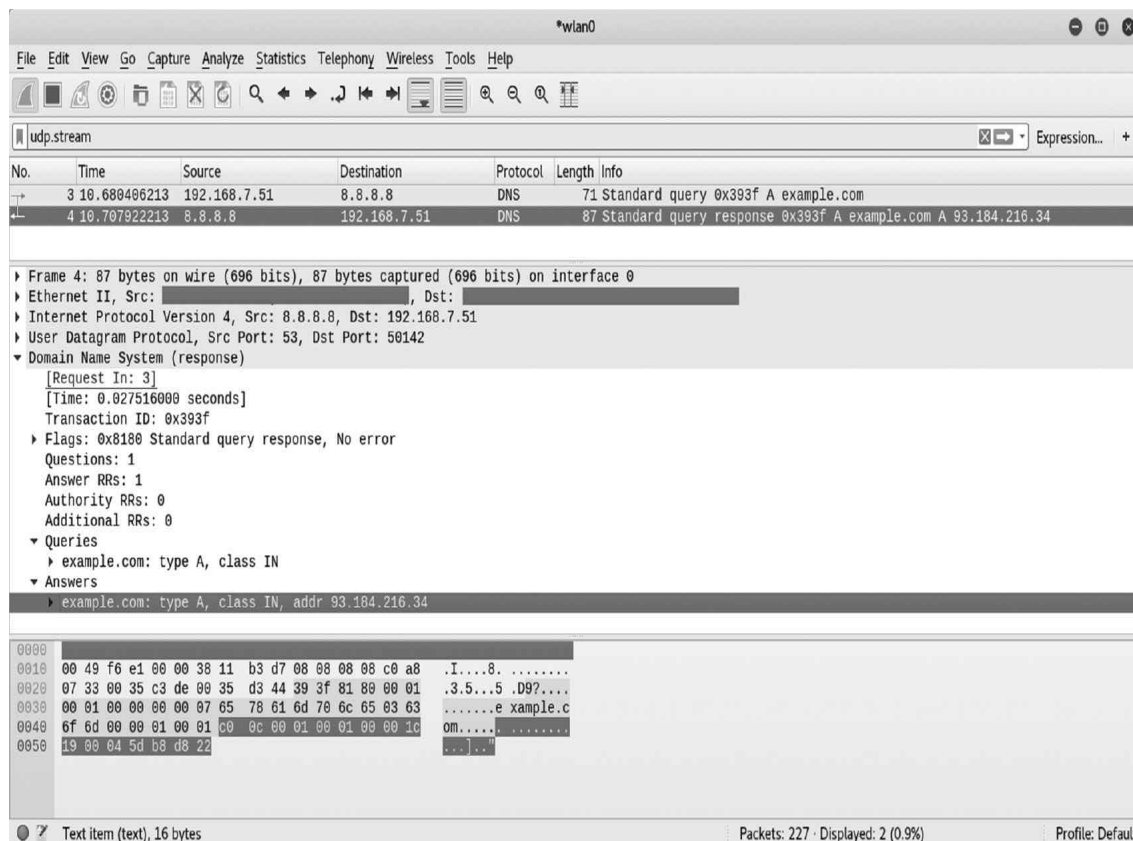 *wlan0
File Edit View Go Capture Analyze Statistics Telephony Wireless Tools Help
udp.stream Expression... +
No. Time Source Destination Protocol Length Info
3 10.680406213 192.168.7.51 8.8.8.8 DNS 71 Standard query 0x393f A example.com
4 10.707922213 8.8.8.8 192.168.7.51 DNS 87 Standard query response 0x393f A example.com A 93.184.216.34
Frame 4: 87 bytes on wire (696 bits), 87 bytes captured (696 bits) on interface 0
Ethernet II, Src: , Dst:
Internet Protocol Version 4, Src: 8.8.8.8, Dst: 192.168.7.51
User Datagram Protocol, Src Port: 53, Dst Port: 50142
Domain Name System (response)
[Request In: 3]
[Time: 0.027516000 seconds]
Transaction ID: 0x393f
Flags: 0x8180 Standard query response, No error
Questions: 1
Answer RRs: 1
Authority RRs: 0
Additional RRs: 0
Queries
example.com: type A, class IN
Answers
example.com: type A, class IN, addr 93.184.216.34
0000
0010 00 49 f6 e1 00 00 38 11 b3 d7 08 08 08 08 c0 a8 .I....8. ........
0020 07 33 00 35 c3 de 00 35 d3 44 39 3f 81 80 00 01 .3.5...5 .D9?....
0030 00 01 00 00 00 00 07 65 78 61 6d 70 6c 65 03 63 .......e xample.c
0040 6f 6d 00 00 01 00 01 c0 0c 00 01 00 01 00 00 1c om...... ........
0050 19 00 04 5d b8 d8 22 ...].."
Text item (text), 16 bytes Packets: 227 · Displayed: 2 (0.9%) Profile: Defaul